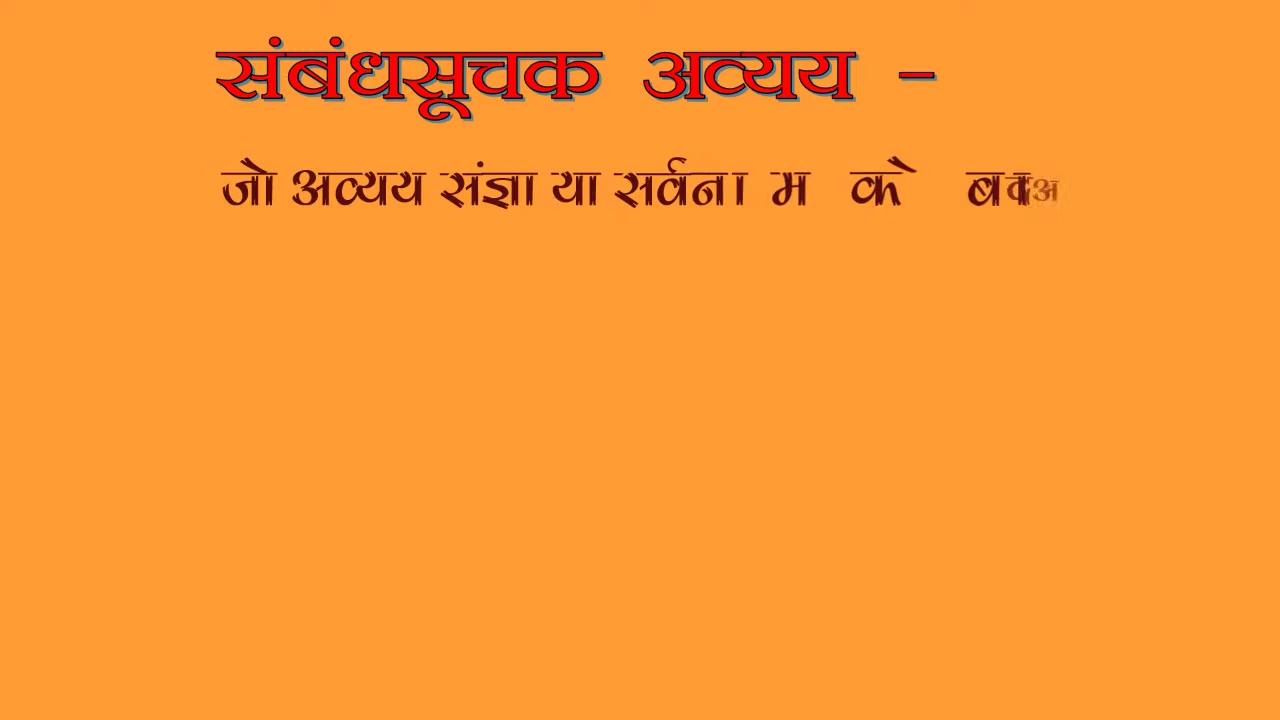 संबंधसूचक अव्यय -
जो अव्यय संज्ञा या सर्वनाम के